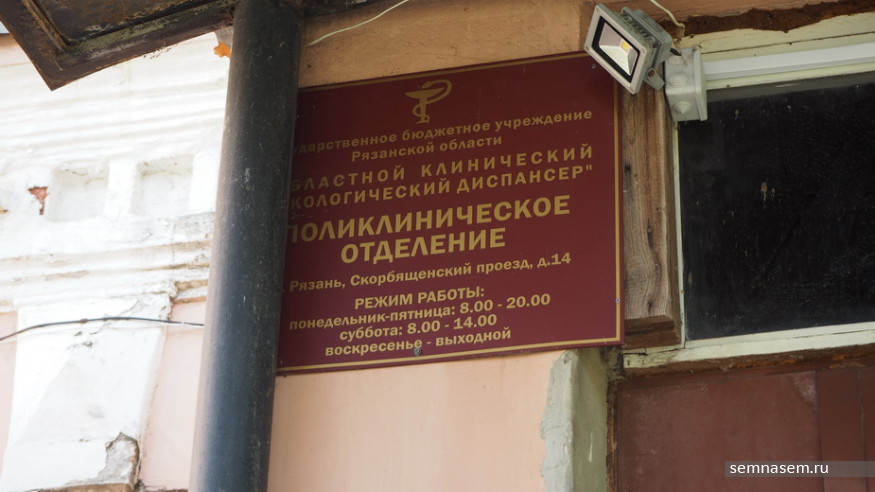 ударственное бюджетное учреждение
Рязанской области
БЛАСТНОЙ КЛИНИЧЕСКИЙ
КОЛОГИЧЕСКИЙ ДИСПАНСЕР"
ПОЛИКЛИНИЧЕСКОЕ
ОТДЕЛЕНИЕ
Рязань, Скорбященский проезд, д.14
РЕЖИМ РАБОТЫ:
понедельник-пятница: 8.00 - 20.00
суббота: 8.00 - 14.00
воскресенье - выходной
semnasem.ru